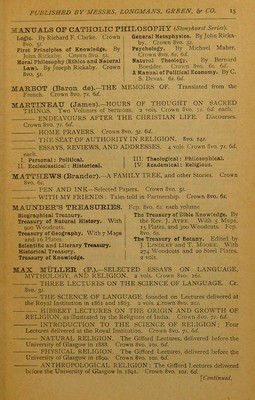 PUBLISHED BY MESSRS. LONGMANS, GREEN, & CO. 15
MANUALS OF CATHOLIC PHILOSOPHY (Stonyhurst Series).
Logic. By Richard F. Clarke. Crown
8vo. 5s.
First Principles of Knowledge. By
John Rickaby. Crown 8vo. 5s.
Moral Philosophy (Ethics and Natural
Law). By Joseph Rickaby. Crown
8vo. 5s.
General Metaphysics. By John Ricka-
by. Crown 8vo. 5s.
Psychology. By Michael Maher.
Crown 8vo. 6s. 6d.
Natural Theology. By Bernard
Boedder. Crown 8vo. 6s. 6d.
A Manual of Political Economy. By C.
S. Devas. 6s. 6d.
MARBOT (Baron de).—THE MEMOIRS OF. Translated from the
French. Crown 8vo. 7s. 6d.
MARTINEAU (James).—HOURS OF THOUGHT ON SACRED
THINGS. Two Volumes of Sermons. 2 vols. Crown 8vo. 7s. 6d. each.
—— ENDEAVOURS AFTER THE CHRISTIAN LIFE. Discourses.
Crown 8vo. 7s. 6d.
—— HOME PRAYERS. Crown 8vo. 3s. 6d.
—— THE SEAT OF AUTHORITY IN RELIGION. 8vo. 14s.
—— ESSAYS, REVIEWS, AND ADDRESSES. 4 vols. Crown 8vo. 7s. 6d.
each.
I. Personal: Political.
II. Ecclesiastical: Historical.
III. Theological: Philosophical.
IV. Academical: Religious.
MATTHEWS (Brander).—A FAMILY TREE, and other Stories. Crown
8vo. 6s.
—— PEN AND INK—Selected Papers. Crown 8vo. 5s.
—— WITH MY FRIENDS: Tales told in Partnership. Crown 8vo. 6s.
MAUNDER'S TREASURIES. Fcp. 8vo. 6s. each volume.
Biographical Treasury.
Treasury of Natural History. With
900 Woodcuts.
Treasury of Geography. With 7 Maps
and 16 Plates.
Scientific and Literary Treasury.
Historical Treasury.
Treasury of Knowledge.
The Treasury of Bible Knowledge. By
the Rev. J. AYRE. With 5 Maps,
15 Plates, and 300 Woodcuts. Fcp.
8vo. 6s.
The Treasury of Botany. Edited by
J. LINDLEY and T. MOORE. With
274 Woodcuts and 20 Steel Plates.
2 vols.
MAX MÜLLER (F.).—SELECTED ESSAYS ON LANGUAGE,
MYTHOLOGY, AND RELIGION. 2 vols. Crown 8vo. 16s.
—— THREE LECTURES ON THE SCIENCE OF LANGUAGE. Cr.
8vo. 3s.
—— THE SCIENCE OF LANGUAGE, founded on Lectures delivered at
the Royal Institution in 1861 and 1863. 2 vols. Crown 8vo. 21s.
—— HIBBERT LECTURES ON THE ORIGIN AND GROWTH OF
RELIGION, as illustrated by the Religions of India. Crown 8vo. 7s. 6d.
—— INTRODUCTION TO THE SCIENCE OF RELIGION; Four
Lectures delivered at the Royal Institution. Crown 8vo. 7s. 6d.
—— NATURAL RELIGION. The Gifford Lectures, delivered before the
University of Glasgow in 1888. Crown 8vo. 10s. 6d.
—— PHYSICAL RELIGION. The Gifford Lectures, delivered before the
University of Glasgow in 1890. Crown 8vo. 10s. 6d.
—— ANTHROPOLOGICAL RELIGION: The Gifford Lectures delivered
before the University of Glasgow in 1891. Crown 8vo. 10s. 6d.
[Continued.